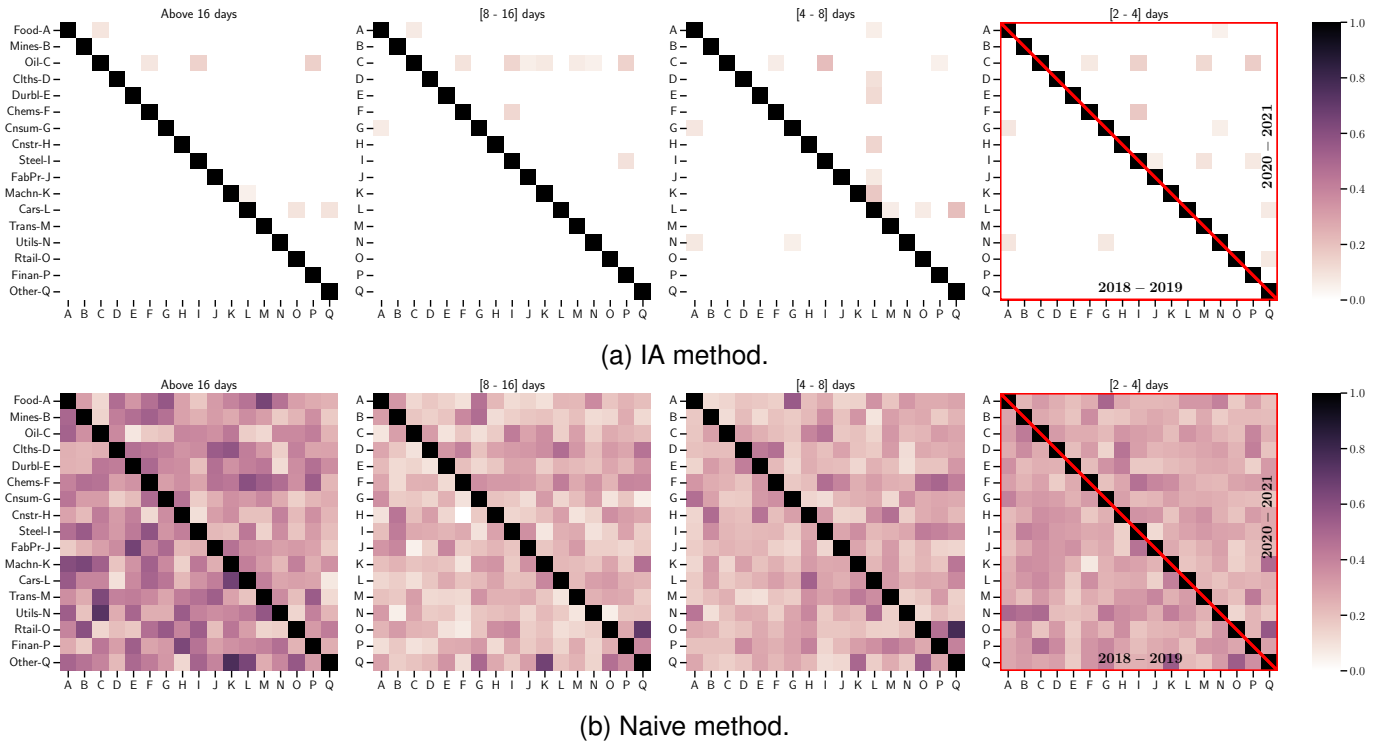 Above 16 days [8 - 16] days [4 - 8] days [2 - 4] days
Food-A A A A 1.0
Mines-B B B B
Oil-C C C C
Clths-D D D D 0.8
Durbl-E E E E
Chems-F F F F
Cnsum-G G G G 0.6
Cnstr-H H H H
Steel-I I I I 2020 – 2021
FabPr-J J J J 0.4
Machn-K K K K
Cars-L L L L
Trans-M M M M 0.2
Utils-N N N N
Rtail-O O O O
Finan-P P P P
Other-Q Q Q Q 2018 – 2019 0.0
A B C D E F G H I J K L M N O P Q A B C D E F G H I J K L M N O P Q A B C D E F G H I J K L M N O P Q A B C D E F G H I J K L M N O P Q
(a) IA method.
Above 16 days [8 - 16] days [4 - 8] days [2 - 4] days
Food-A A A A 1.0
Mines-B B B B
Oil-C C C C
Clths-D D D D 0.8
Durbl-E E E E
Chems-F F F F
Cnsum-G G G G 0.6
Cnstr-H H H H
Steel-I I I I 2020 – 2021
FabPr-J J J J 0.4
Machn-K K K K
Cars-L L L L
Trans-M M M M 0.2
Utils-N N N N
Rtail-O O O O
Finan-P P P P
Other-Q Q Q Q 2018 – 2019 0.0
A B C D E F G H I J K L M N O P Q A B C D E F G H I J K L M N O P Q A B C D E F G H I J K L M N O P Q A B C D E F G H I J K L M N O P Q
(b) Naive method.